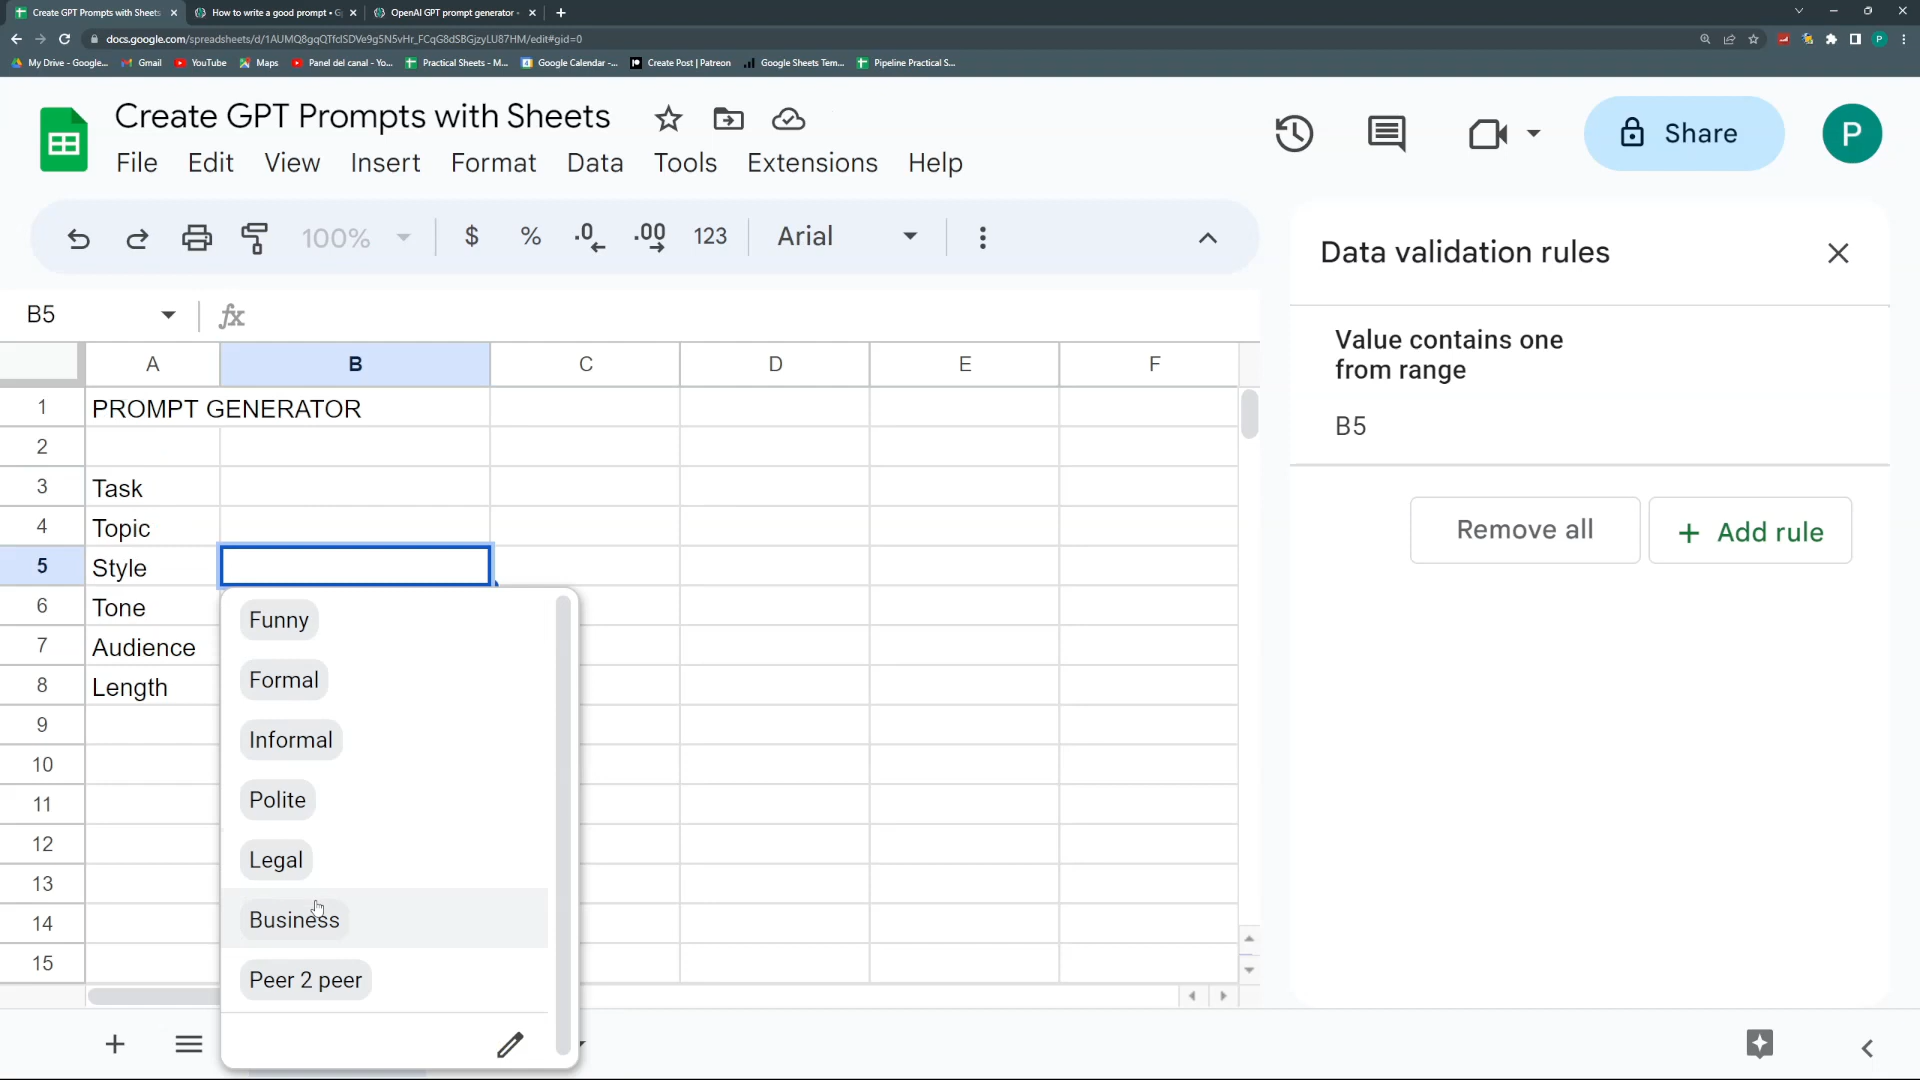 Create GPT Prompts with Sheets
How to write a good prompt •
OpenAI GPT prompt generator -
docs.google.com/spreadsheets/d/1AUMQ8gqQTfclSDVe9g5N5vHr_FCqG8dSBGjzyLU87HM/edit#gid=0
My Drive - Google...
Gmail
YouTube
Maps
Panel del canal - Yo...
Practical Sheets - M...
Google Calendar -...
Create Post | Patreon
Google Sheets Tem...
Pipeline Practical S...
P
Create GPT Prompts with Sheets
File Edit View Insert Format Data Tools Extensions Help
Share
P
100% $ % .0 .00 123 Arial
B5 fx
A B C D E F
1 PROMPT GENERATOR
2
3 Task
4 Topic
5 Style
6 Tone
7 Audience
8 Length
9
10
11
12
13
14
15
Funny
Formal
Informal
Polite
Legal
Business
Peer 2 peer
Data validation rules
Value contains one
from range
B5
Remove all
+ Add rule